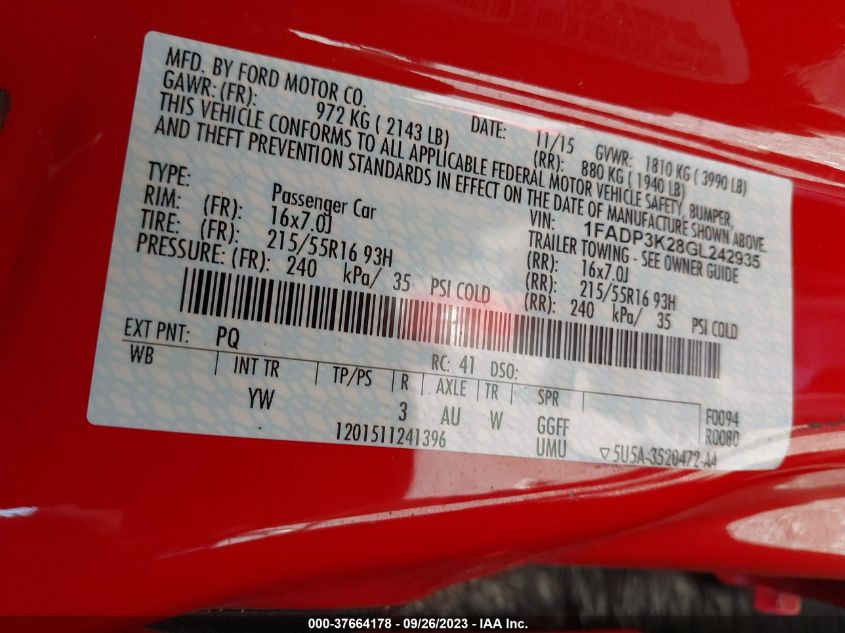 MFD. BY FORD MOTOR CO.
DATE: 11/15 GVWR: 1810 KG ( 3990 LB)
GAWR: (FR): 972 KG ( 2143 LB) (RR): 880 KG ( 1940 LB)
THIS VEHICLE CONFORMS TO ALL APPLICABLE FEDERAL MOTOR VEHICLE SAFETY, BUMPER,
AND THEFT PREVENTION STANDARDS IN EFFECT ON THE DATE OF MANUFACTURE SHOWN ABOVE.
VIN: 1FADP3K28GL242935
TYPE: Passenger Car TRAILER TOWING - SEE OWNER GUIDE
RIM: (FR): 16x7.0J (RR): 16x7.0J
TIRE: (FR): 215/55R16 93H (RR): 215/55R16 93H
PRESSURE: (FR): 240 kPa/ 35 PSI COLD (RR): 240 kPa/ 35 PSI COLD
EXT PNT: PQ RC: 41 DSO:
WB INT TR TP/PS R AXLE TR SPR
YW 3 AU W GGFF F0094
1201511241396 UMU R0080
▽5U5A-3520472-AA
000-37664178 - 09/26/2023 - IAA Inc.